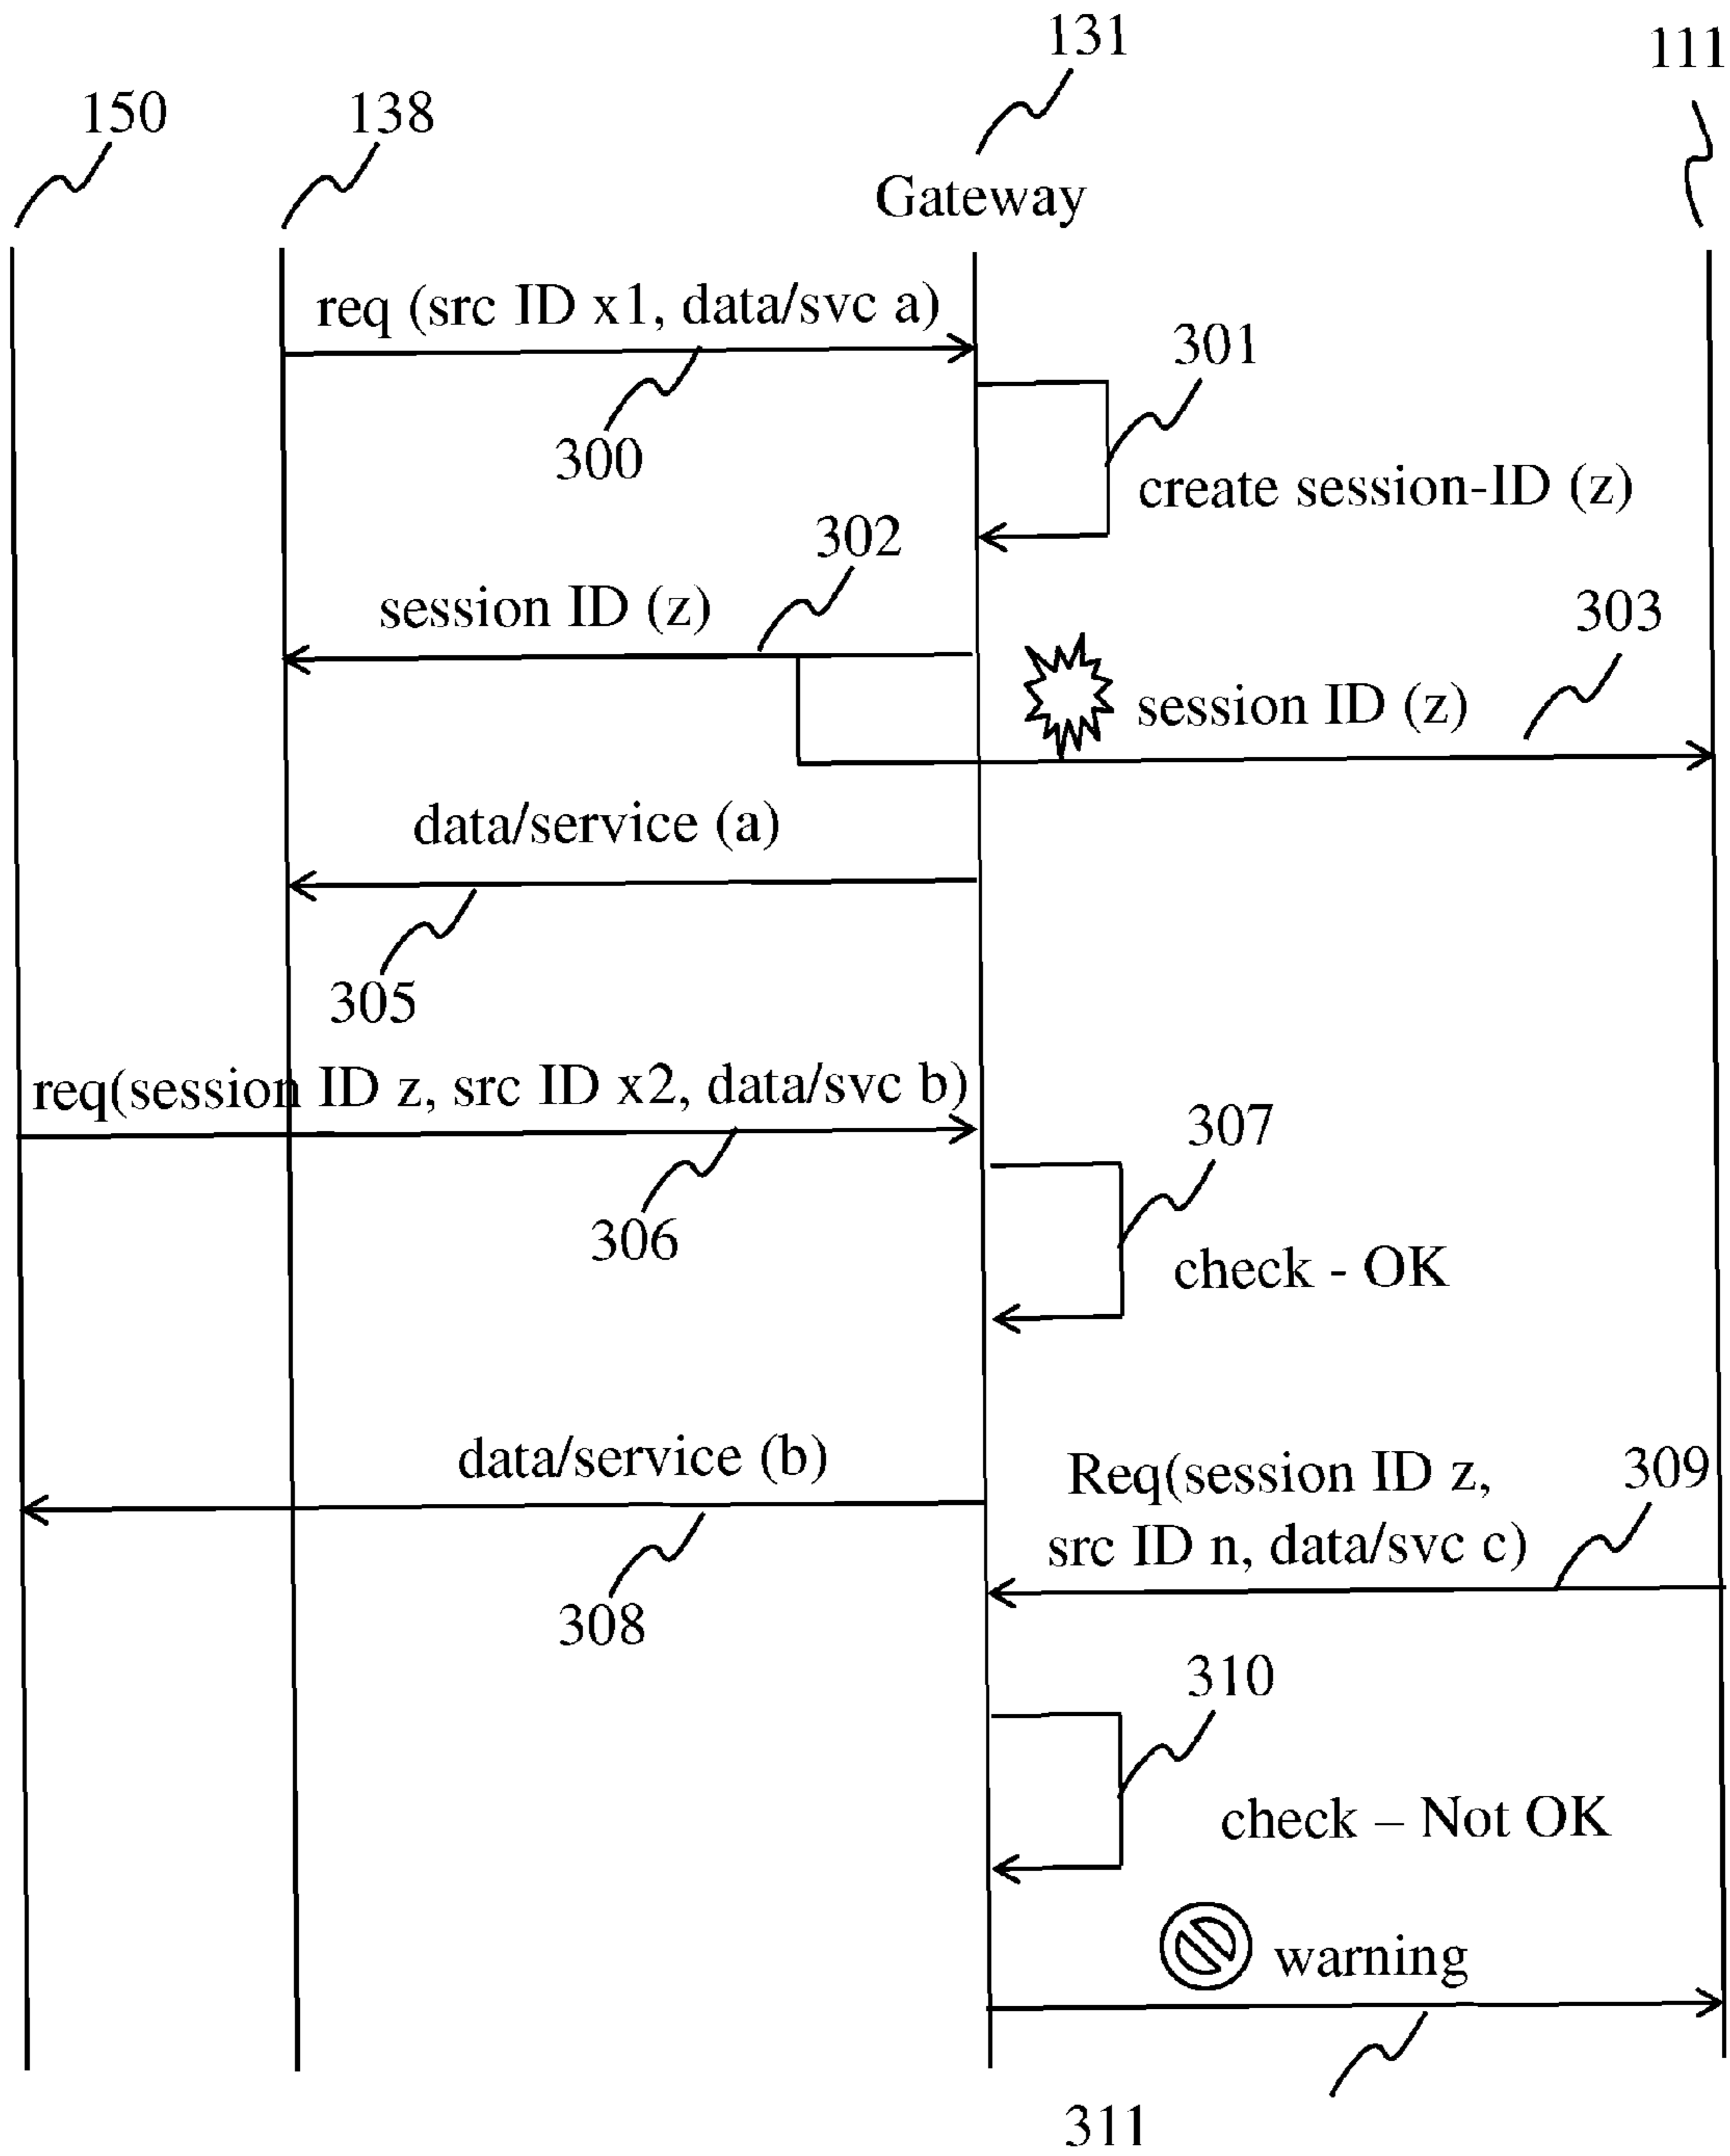 131
111
150
138
Gateway
req (src ID x1, data/svc a)
301
300
create session-ID (z)
302
session ID (z)
303
session ID (z)
data/service (a)
305
req(session ID z, src ID x2, data/svc b)
307
306
check - OK
data/service (b)
309
Req(session ID z,
src ID n, data/svc c)
308
310
check – Not OK
warning
311